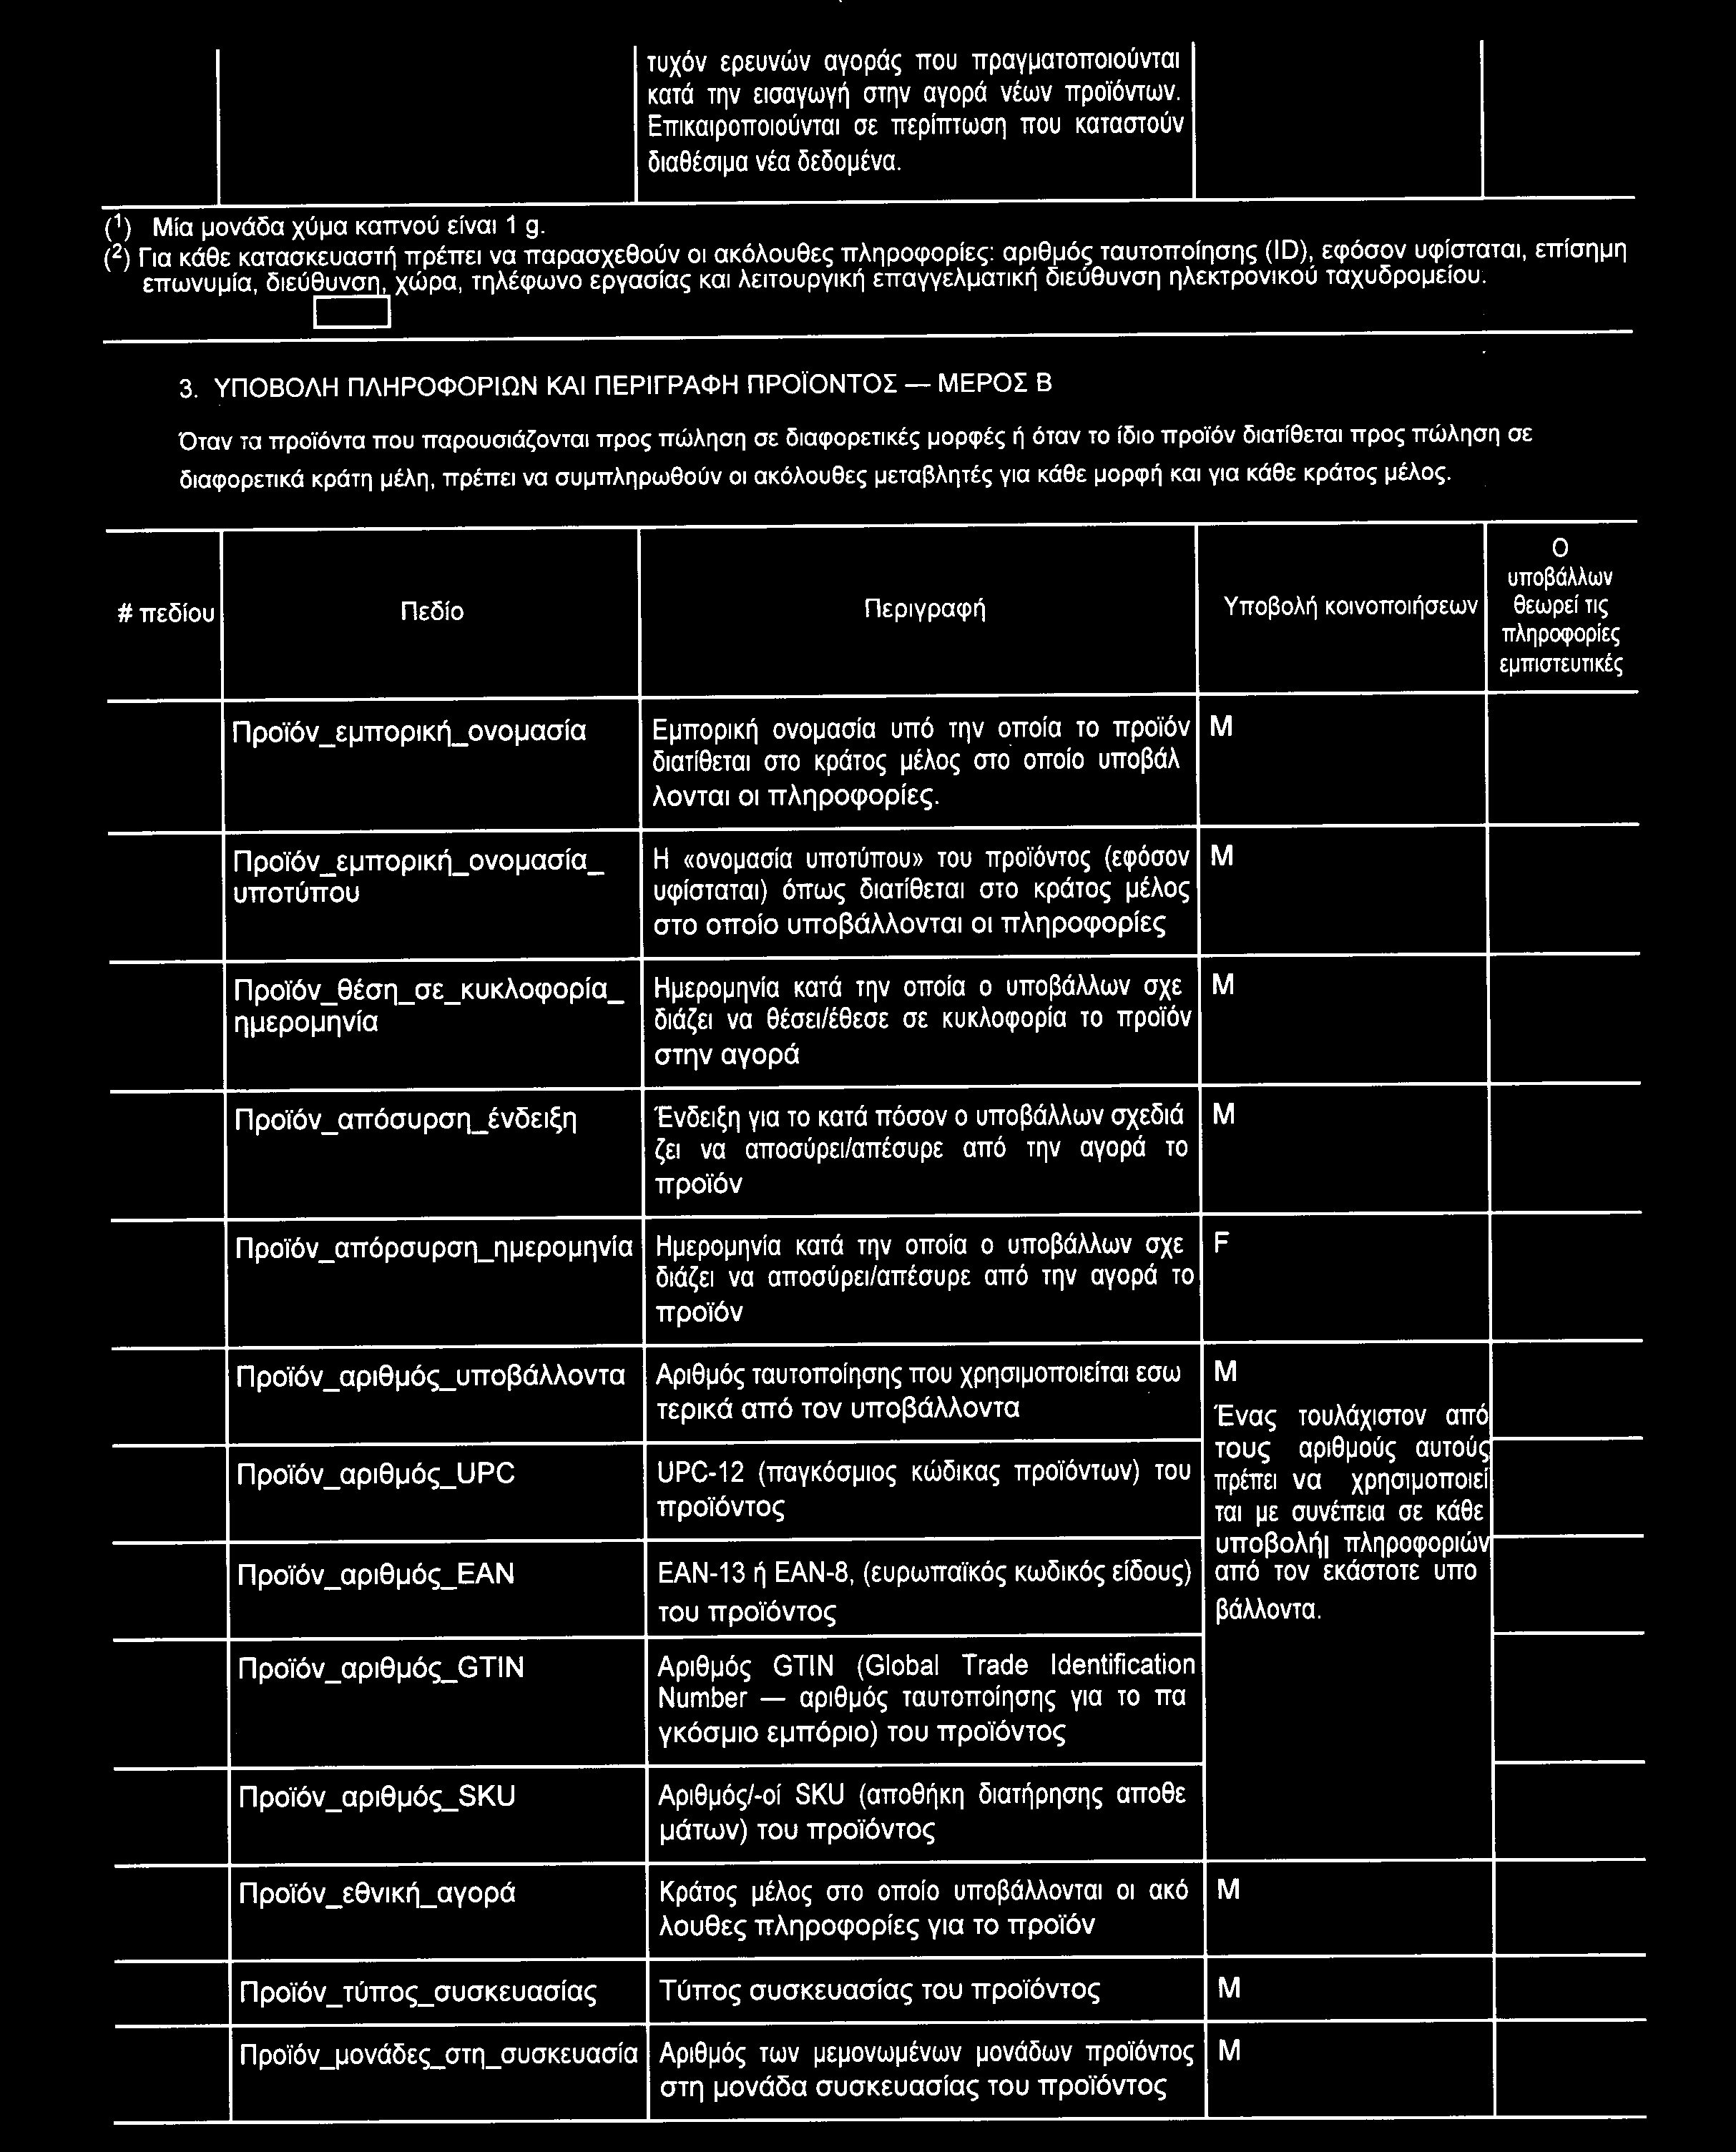 τυχόν ερευνών αγοράς που πραγματοποιούνται
κατά την εισαγωγή στην αγορά νέων προϊόντων.
Επικαιροποιούνται σε περίπτωση που καταστούν
διαθέσιμα νέα δεδομένα.
(1) Μία μονάδα χύμα καπνού είναι 1 g.
(2) Για κάθε κατασκευαστή πρέπει να παρασχεθούν οι ακόλουθες πληροφορίες: αριθμός ταυτοποίησης (ID), εφόσον υφίσταται, επίσημη
επωνυμία, διεύθυνση, χώρα, τηλέφωνο εργασίας και λειτουργική επαγγελματική διεύθυνση ηλεκτρονικού ταχυδρομείου.
3. ΥΠΟΒΟΛΗ ΠΛΗΡΟΦΟΡΙΩΝ ΚΑΙ ΠΕΡΙΓΡΑΦΗ ΠΡΟΪΟΝΤΟΣ — ΜΕΡΟΣ Β
Όταν τα προϊόντα που παρουσιάζονται προς πώληση σε διαφορετικές μορφές ή όταν το ίδιο προϊόν διατίθεται προς πώληση σε
διαφορετικά κράτη μέλη, πρέπει να συμπληρωθούν οι ακόλουθες μεταβλητές για κάθε μορφή και για κάθε κράτος μέλος.
# πεδίου
Πεδίο
Περιγραφή
Υποβολή κοινοποιήσεων
Ο
υποβάλλων
θεωρεί τις
πληροφορίες
εμπιστευτικές
Προϊόν_εμπορική_ονομασία
Εμπορική ονομασία υπό την οποία το προϊόν
διατίθεται στο κράτος μέλος στο οποίο υποβάλ
λονται οι πληροφορίες.
M
Προϊόν_εμπορική_ονομασία_
υποτύπου
Η «ονομασία υποτύπου» του προϊόντος (εφόσον
υφίσταται) όπως διατίθεται στο κράτος μέλος
στο οποίο υποβάλλονται οι πληροφορίες
M
Προϊόν_θέση_σε_κυκλοφορία_
ημερομηνία
Ημερομηνία κατά την οποία ο υποβάλλων σχε
διάζει να θέσει/έθεσε σε κυκλοφορία το προϊόν
στην αγορά
M
Προϊόν_απόσυρση_ένδειξη
Ένδειξη για το κατά πόσον ο υποβάλλων σχεδιά
ζει να αποσύρει/απέσυρε από την αγορά το
προϊόν
M
Προϊόν_απόρσυρση_ημερομηνία
Ημερομηνία κατά την οποία ο υποβάλλων σχε
διάζει να αποσύρει/απέσυρε από την αγορά το
προϊόν
F
Προϊόν_αριθμός_υποβάλλοντα
Αριθμός ταυτοποίησης που χρησιμοποιείται εσω
τερικά από τον υποβάλλοντα
M
Ένας τουλάχιστον από
τους αριθμούς αυτούς
πρέπει να χρησιμοποιεί
ται με συνέπεια σε κάθε
υποβολή| πληροφοριών
από τον εκάστοτε υπο
βάλλοντα.
Προϊόν_αριθμός_UPC
UPC-12 (παγκόσμιος κώδικας προϊόντων) του
προϊόντος
Προϊόν_αριθμός_EAN
EAN-13 ή EAN-8, (ευρωπαϊκός κωδικός είδους)
του προϊόντος
Προϊόν_αριθμός_GTIN
Αριθμός GTIN (Global Trade Identification
Number — αριθμός ταυτοποίησης για το πα
γκόσμιο εμπόριο) του προϊόντος
Προϊόν_αριθμός_SKU
Αριθμός/-οί SKU (αποθήκη διατήρησης αποθε
μάτων) του προϊόντος
Προϊόν_εθνική_αγορά
Κράτος μέλος στο οποίο υποβάλλονται οι ακό
λουθες πληροφορίες για το προϊόν
M
Προϊόν_τύπος_συσκευασίας
Τύπος συσκευασίας του προϊόντος
M
Προϊόν_μονάδες_στη_συσκευασία
Αριθμός των μεμονωμένων μονάδων προϊόντος
στη μονάδα συσκευασίας του προϊόντος
M